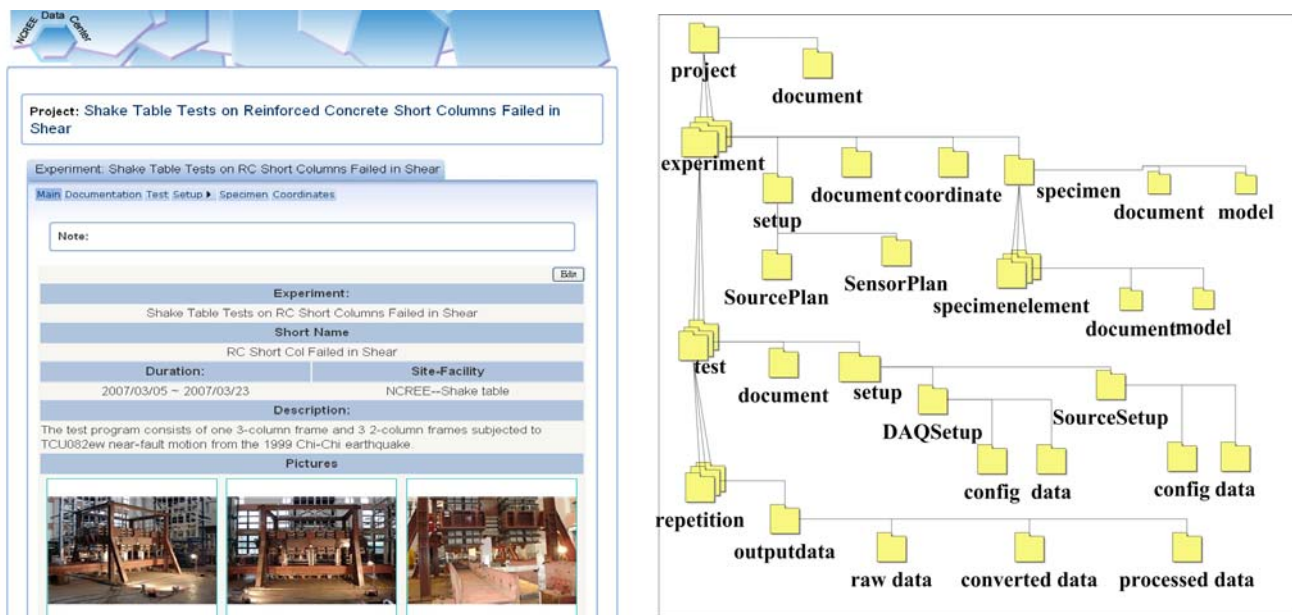 NCREE Data Center
Project: Shake Table Tests on Reinforced Concrete Short Columns Failed in
Shear
Experiment: Shake Table Tests on RC Short Columns Failed in Shear
Main Documentation Test Setup Specimen Coordinates
Note:
Edit
Experiment:
Shake Table Tests on RC Short Columns Failed in Shear
Short Name
RC Short Col Failed in Shear
Duration: Site-Facility
2007/03/05 ~ 2007/03/23 NCREE--Shake table
Description:
The test program consists of one 3-column frame and 3 2-column frames subjected to
TCU082ew near-fault motion from the 1999 Chi-Chi earthquake.
Pictures
project
document
experiment
setup
document coordinate
specimen
document model
SourcePlan
SensorPlan
specimenelement
document model
test
document
setup
DAQSetup
SourceSetup
config data
config data
repetition
outputdata
raw data converted data processed data